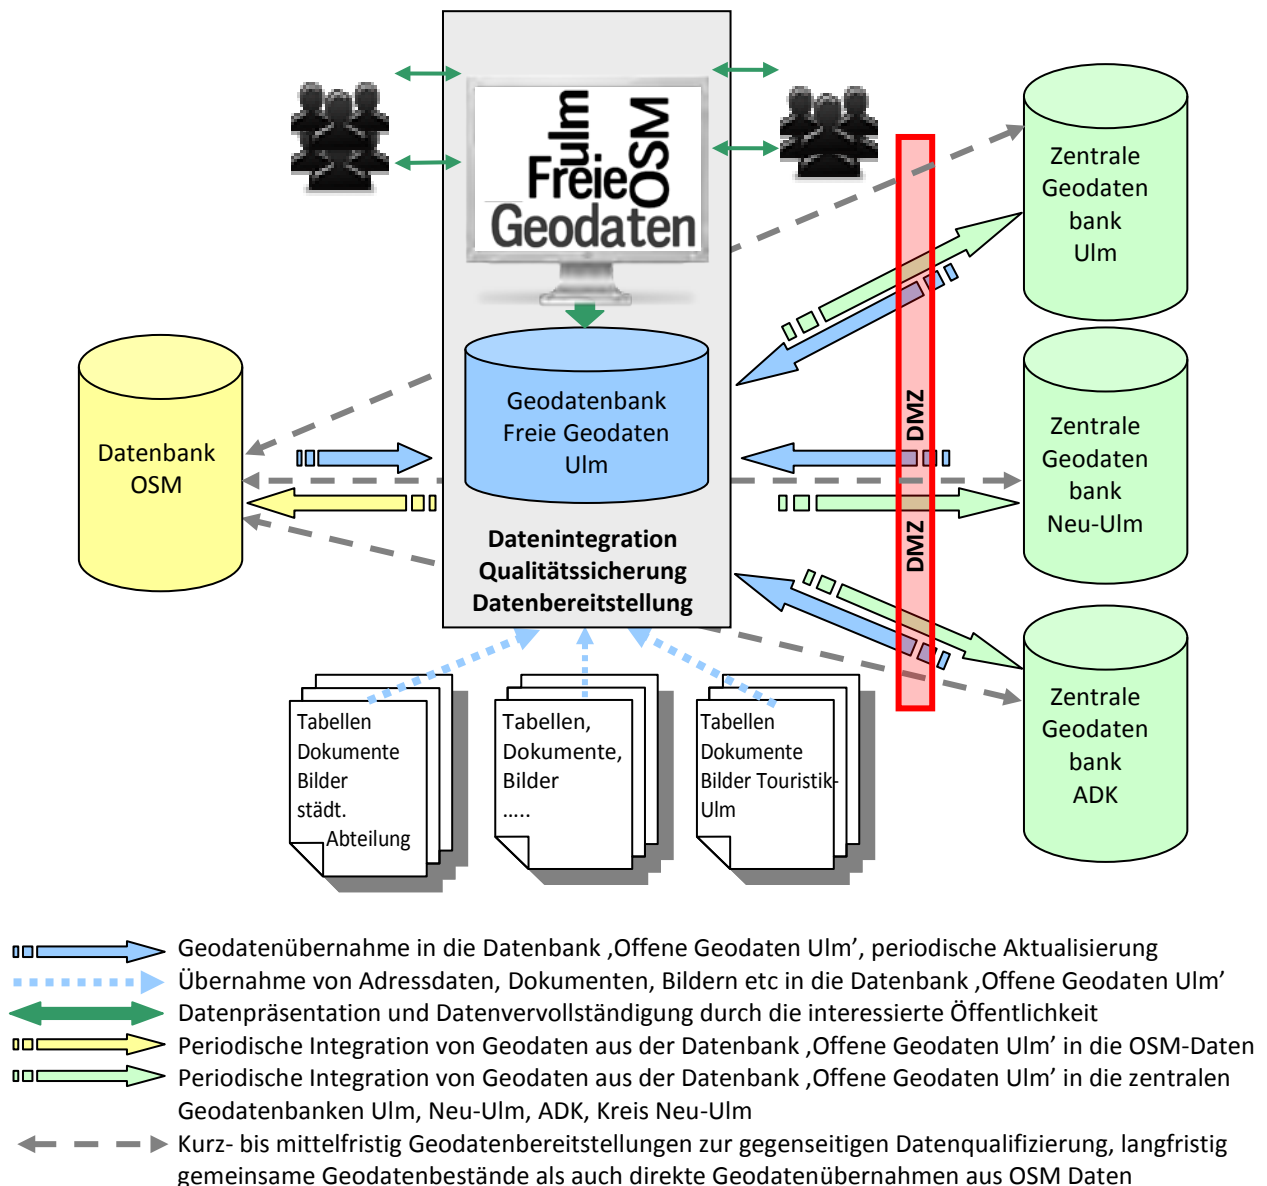 ulm
Freie
OSM
Geodaten
Zentrale
Geodaten
bank
Ulm
Geodatenbank
Freie Geodaten
Ulm
Datenbank
OSM
DMZ
DMZ
Zentrale
Geodaten
bank
Neu-Ulm
Datenintegration
Qualitätssicherung
Datenbereitstellung
Zentrale
Geodaten
bank
ADK
Tabellen
Dokumente
Bilder
städt.
Abteilung
Tabellen,
Dokumente,
Bilder
.....
Tabellen
Dokumente
Bilder Touristik-
Ulm
Geodatenübernahme in die Datenbank ‚Offene Geodaten Ulm’, periodische Aktualisierung
Übernahme von Adressdaten, Dokumenten, Bildern etc in die Datenbank ‚Offene Geodaten Ulm’
Datenpräsentation und Datenvervollständigung durch die interessierte Öffentlichkeit
Periodische Integration von Geodaten aus der Datenbank ‚Offene Geodaten Ulm’ in die OSM-Daten
Periodische Integration von Geodaten aus der Datenbank ‚Offene Geodaten Ulm’ in die zentralen
Geodatenbanken Ulm, Neu-Ulm, ADK, Kreis Neu-Ulm
Kurz- bis mittelfristig Geodatenbereitstellungen zur gegenseitigen Datenqualifizierung, langfristig
gemeinsame Geodatenbestände als auch direkte Geodatenübernahmen aus OSM Daten